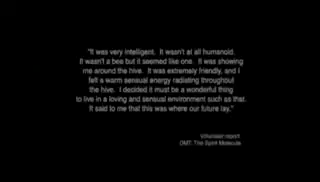 "It was very intelligent. It wasn't at all humanoid.
It wasn't a bee but it seemed like one. It was showing
me around the hive. It was extremely friendly, and I
felt a warm sensual energy radiating throughout
the hive. I decided it must be a wonderful thing
to live in a loving and sensual environment such as that.
It said to me that this was where our future lay."
Volunteer report
DMT: The Spirit Molecule